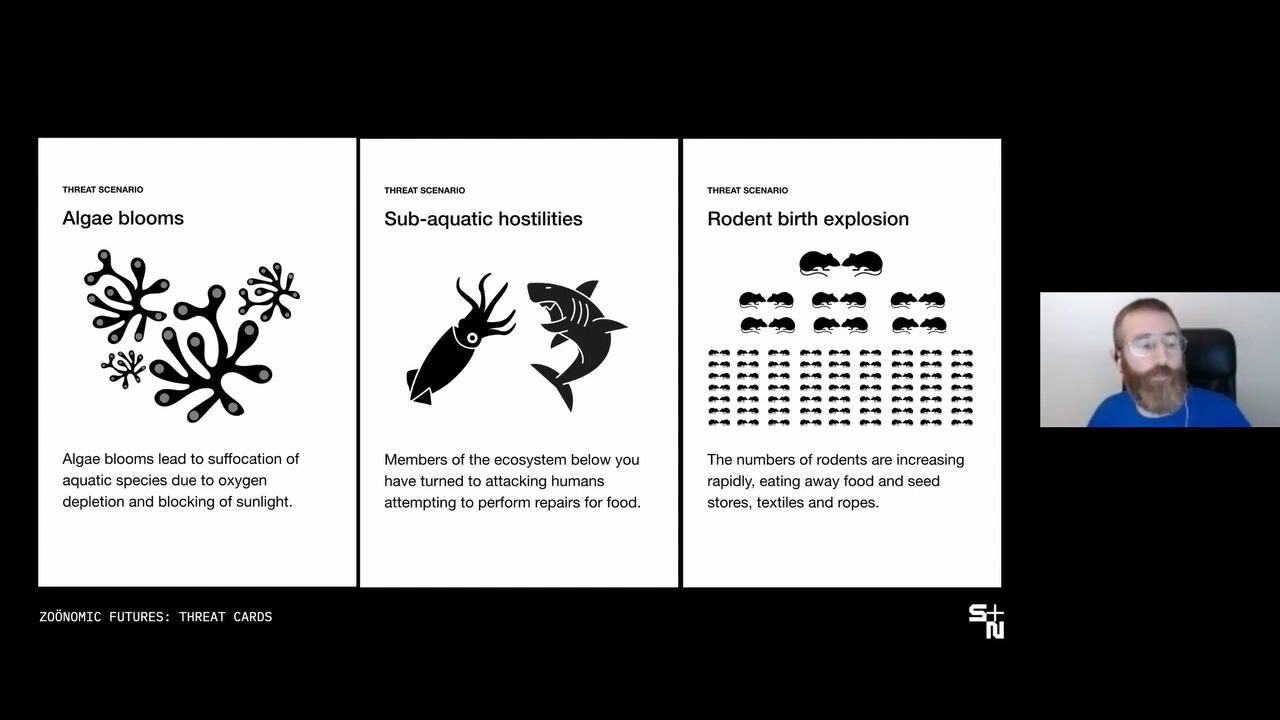 THREAT SCENARIO
Algae blooms
Algae blooms lead to suffocation of
aquatic species due to oxygen
depletion and blocking of sunlight.
THREAT SCENARIO
Sub-aquatic hostilities
Members of the ecosystem below you
have turned to attacking humans
attempting to perform repairs for food.
THREAT SCENARIO
Rodent birth explosion
The numbers of rodents are increasing
rapidly, eating away food and seed
stores, textiles and ropes.
ZOÖNOMIC FUTURES: THREAT CARDS
S+N